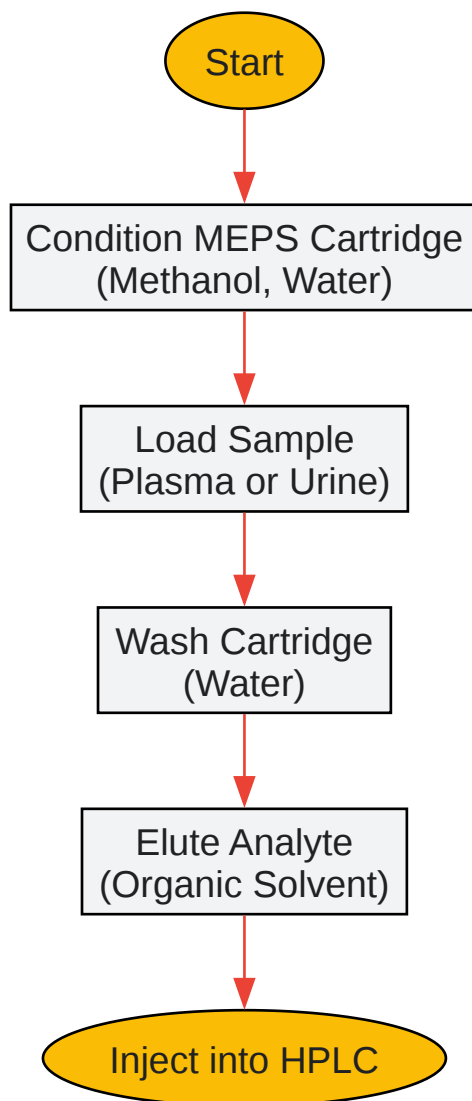 Start
Condition MEPS Cartridge
(Methanol, Water)
Load Sample
(Plasma or Urine)
Wash Cartridge
(Water)
Elute Analyte
(Organic Solvent)
Inject into HPLC